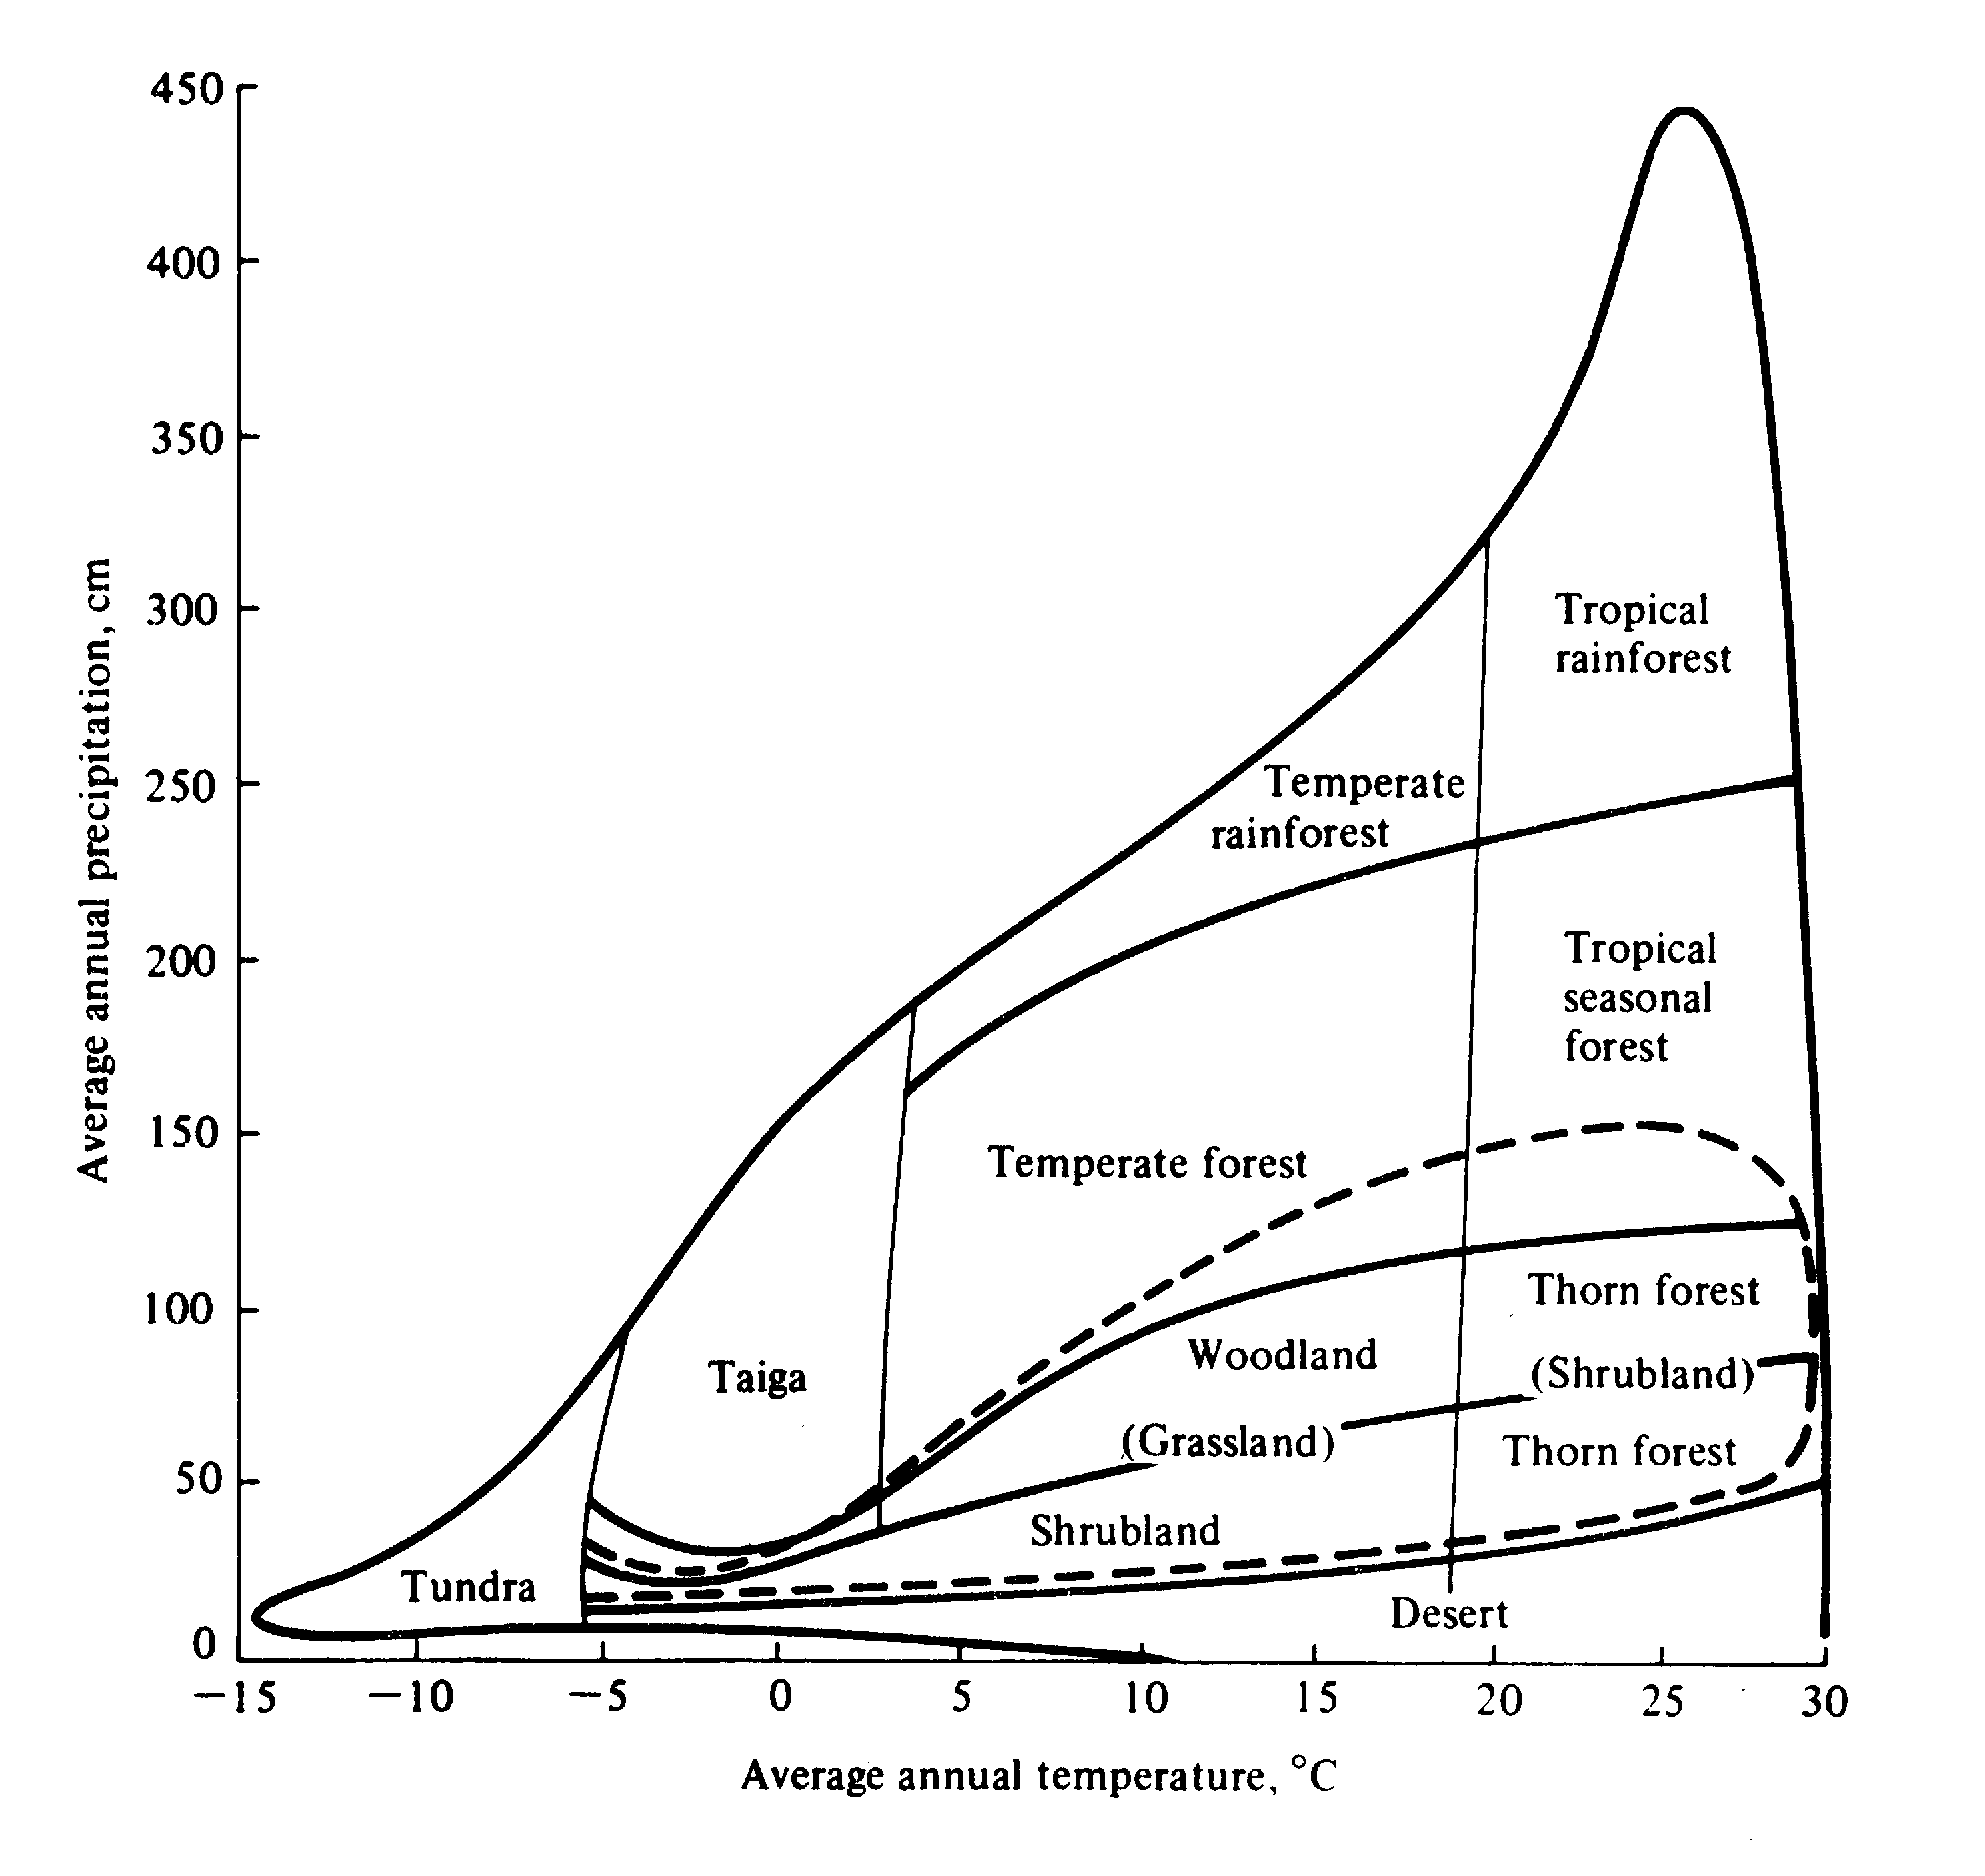 450
400
350
300
250
200
150
100
50
0
Average annual precipitation, cm
Tropical
rainforest
Temperate
rainforest
Tropical
seasonal
forest
Temperate forest
Thorn forest
Woodland
Taiga
(Shrubland)
(Grassland)
Thorn forest
Shrubland
Tundra
Desert
−15 −10 −5 0 5 10 15 20 25 30
Average annual temperature, °C